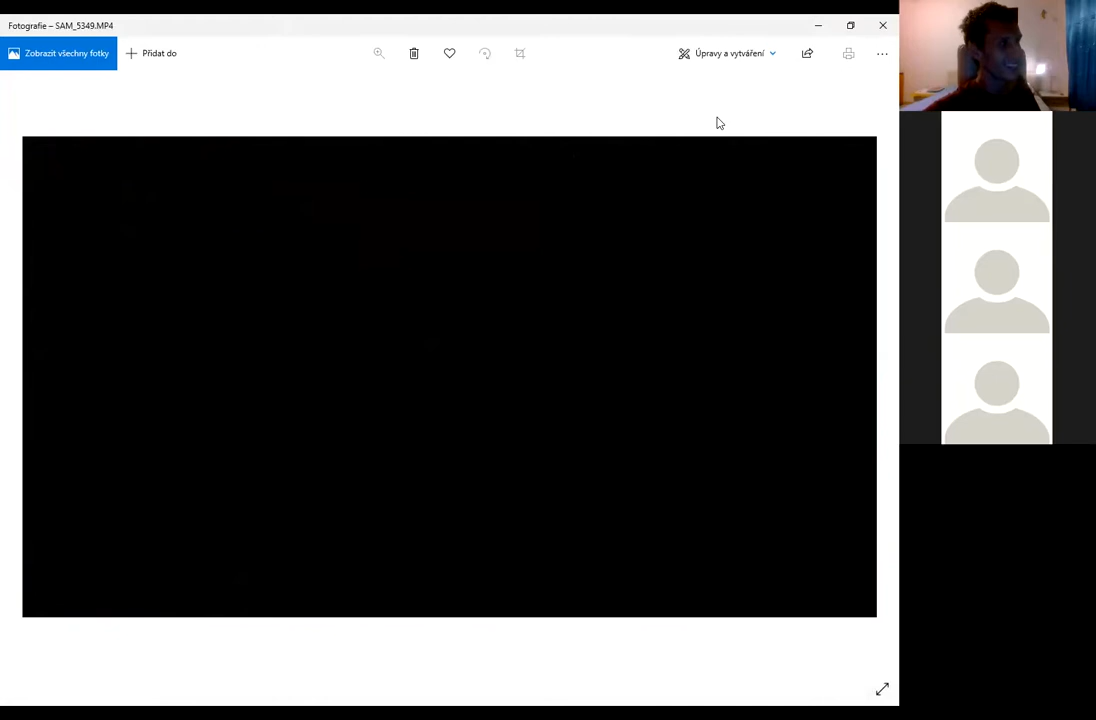 Fotografie – SAM_5349.MP4
Zobrazit všechny fotky
Přidat do
Úpravy a vytváření